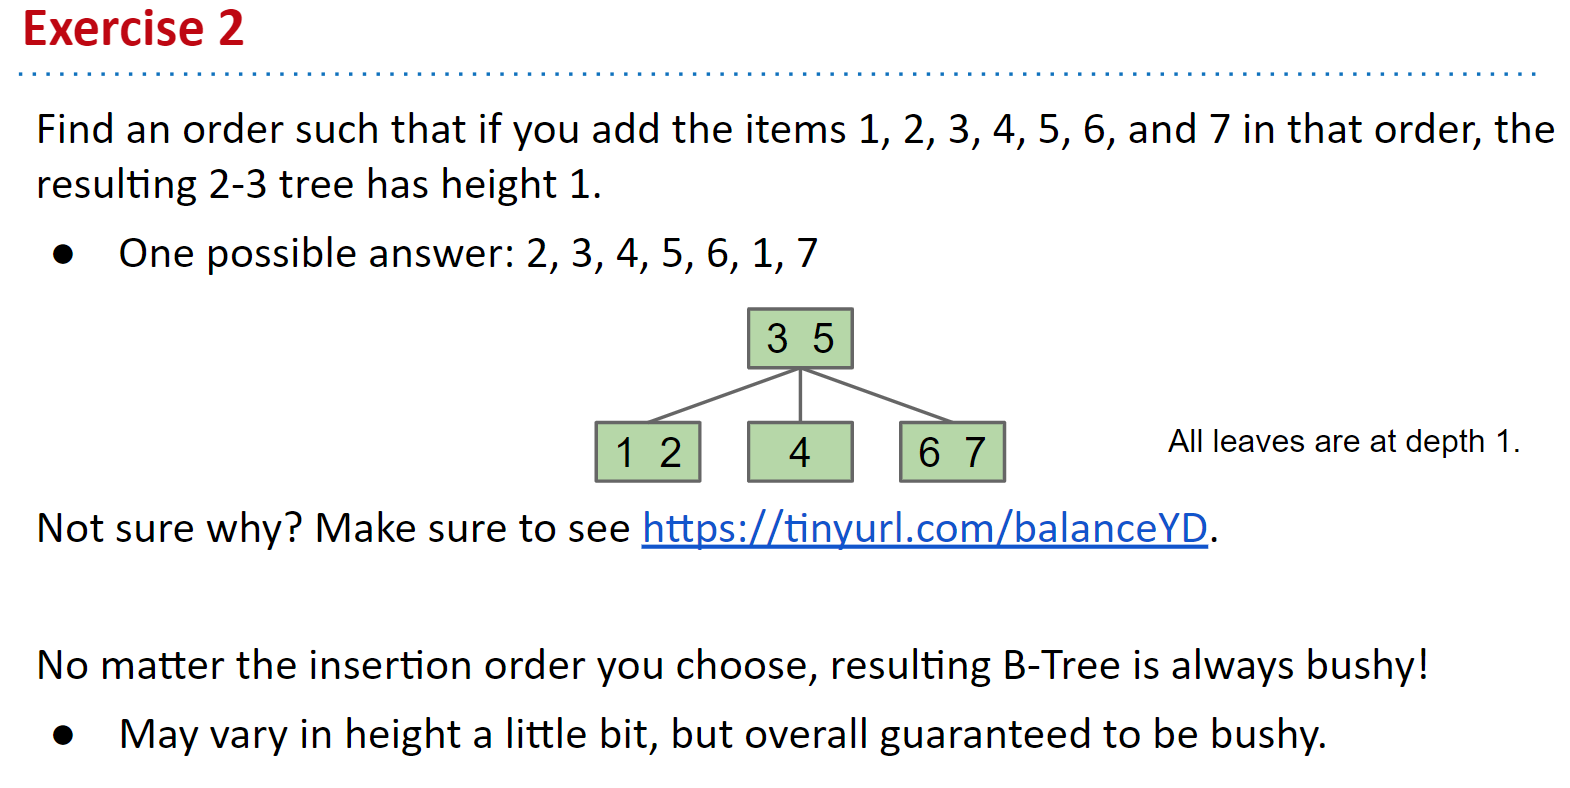 Exercise 2
Find an order such that if you add the items 1, 2, 3, 4, 5, 6, and 7 in that order, the
resulting 2-3 tree has height 1.
● One possible answer: 2, 3, 4, 5, 6, 1, 7
3 5
1 2 4 6 7
All leaves are at depth 1.
Not sure why? Make sure to see https://tinyurl.com/balanceYD.
No matter the insertion order you choose, resulting B-Tree is always bushy!
● May vary in height a little bit, but overall guaranteed to be bushy.